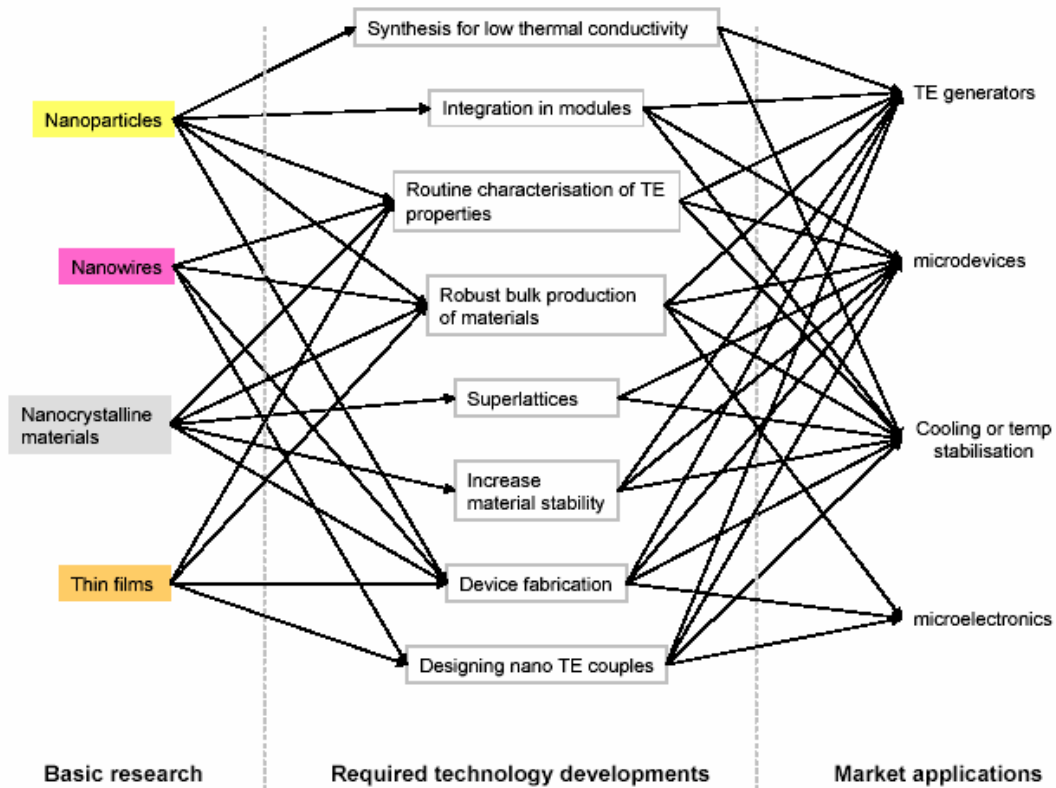 Synthesis for low thermal conductivity
TE generators
Nanoparticles
Integration in modules
Routine characterisation of TE
properties
Nanowires
microdevices
Robust bulk production
of materials
Superlattices
Nanocrystalline
materials
Cooling or temp
stabilisation
Increase
material stability
Thin films
Device fabrication
microelectronics
Designing nano TE couples
Basic research
Required technology developments
Market applications